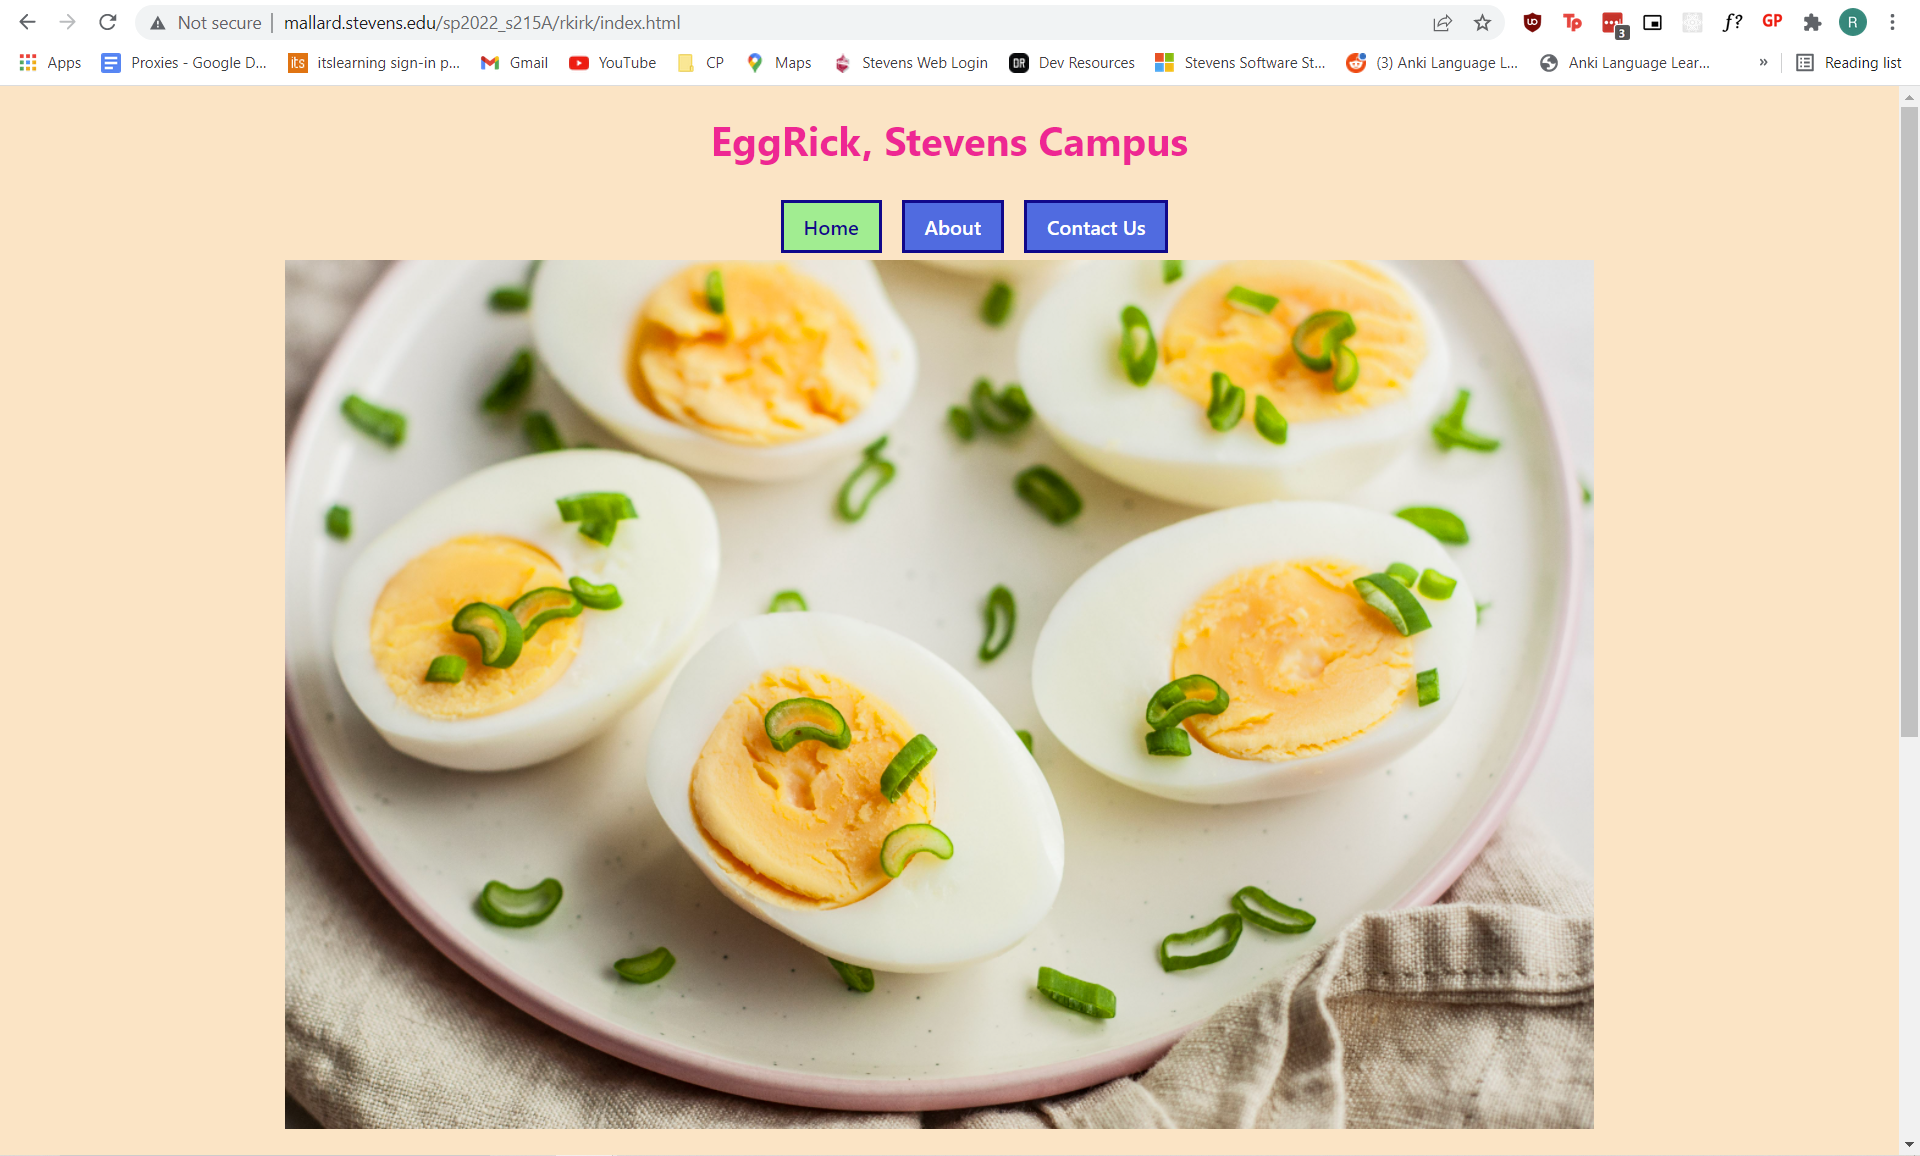 Not secure | mallard.stevens.edu/sp2022_s215A/rkirk/index.html UD Tp 3 f? GP R
Apps Proxies - Google D... its itslearning sign-in p... Gmail YouTube CP Maps Stevens Web Login DR Dev Resources Stevens Software St... (3) Anki Language L... Anki Language Lear... » Reading list
EggRick, Stevens Campus
Home About Contact Us